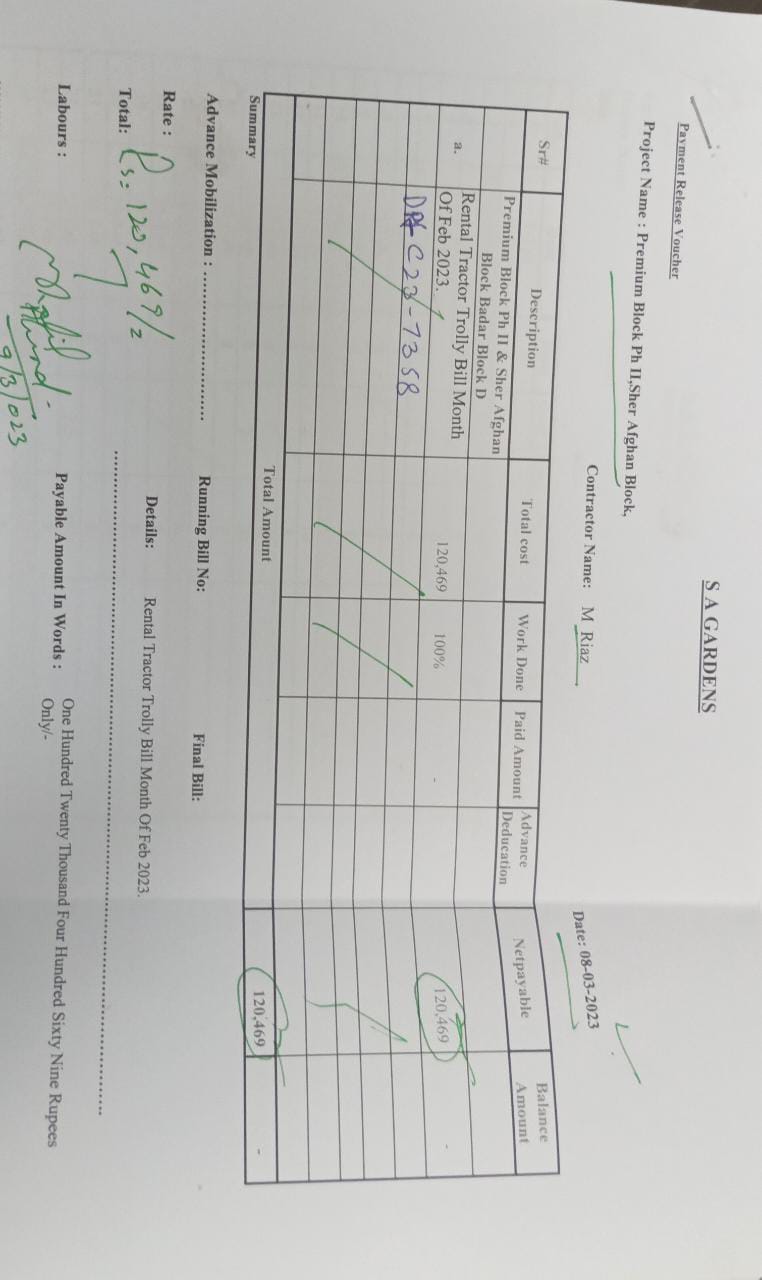 S A GARDENS
Payment Release Voucher
Project Name : Premium Block Ph II,Sher Afghan Block,
Contractor Name: M Riaz
Date: 08-03-2023
Sr# Description Total cost Work Done Paid Amount Advance Deducation Netpayable Balance Amount
Premium Block Ph II & Sher Afghan
Block Badar Block D
a. Rental Tractor Trolly Bill Month 120,469 100% - 120,469 -
Of Feb 2023.
C23-7358
-
Total Amount 120,469 -
Summary
Advance Mobilization : ........................ Running Bill No: Final Bill:
Rate : Details: Rental Tractor Trolly Bill Month Of Feb 2023.
Total: Rs= 120,469/=
Labours : Payable Amount In Words : One Hundred Twenty Thousand Four Hundred Sixty Nine Rupees
Only/-
9/3/023